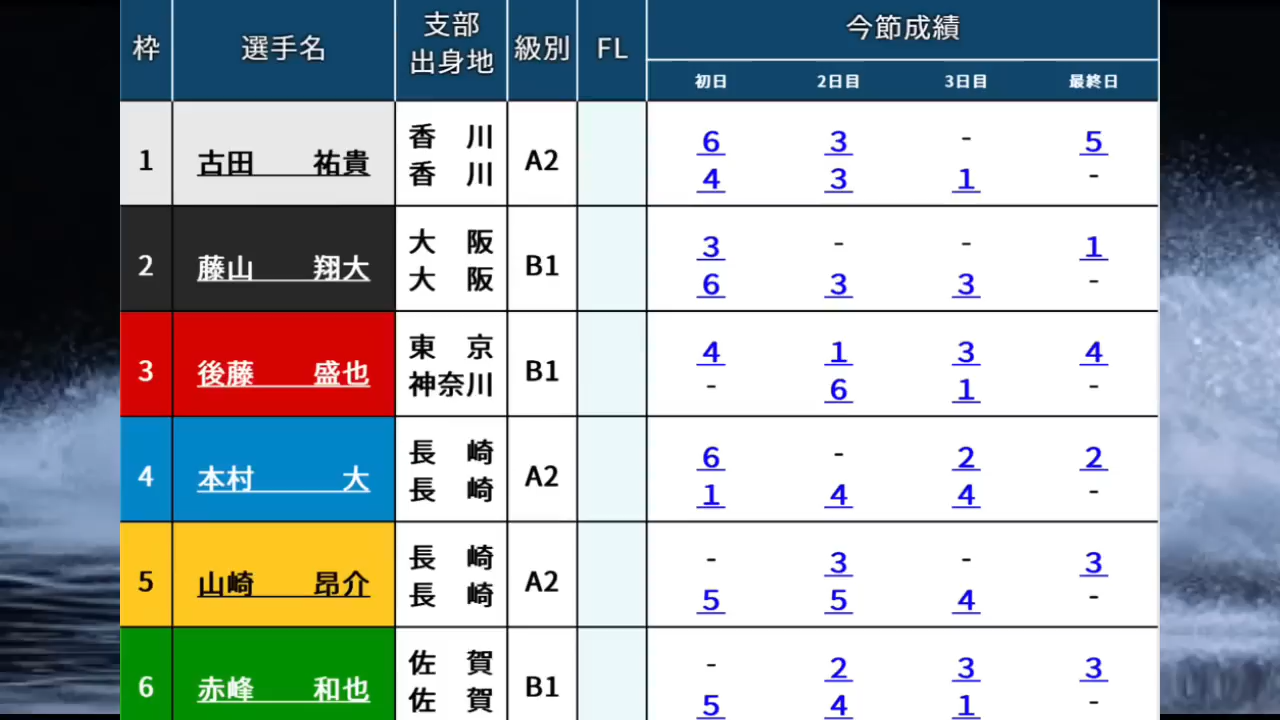 枠 選手名 支部 出身地 級別 FL 今節成績
初日 2日目 3日目 最終日
1 古田 祐貴 香川 A2 6 3 - 5
香川 4 3 1 -
2 藤山 翔大 大阪 B1 3 - - 1
大阪 6 3 3 -
3 後藤 盛也 東京 B1 4 1 3 4
神奈川 - 6 1 -
4 本村 大 長崎 A2 6 - 2 2
長崎 1 4 4 -
5 山崎 昂介 長崎 A2 - 3 - 3
長崎 5 5 4 -
6 赤峰 和也 佐賀 B1 - 2 3 3
佐賀 5 4 1 -